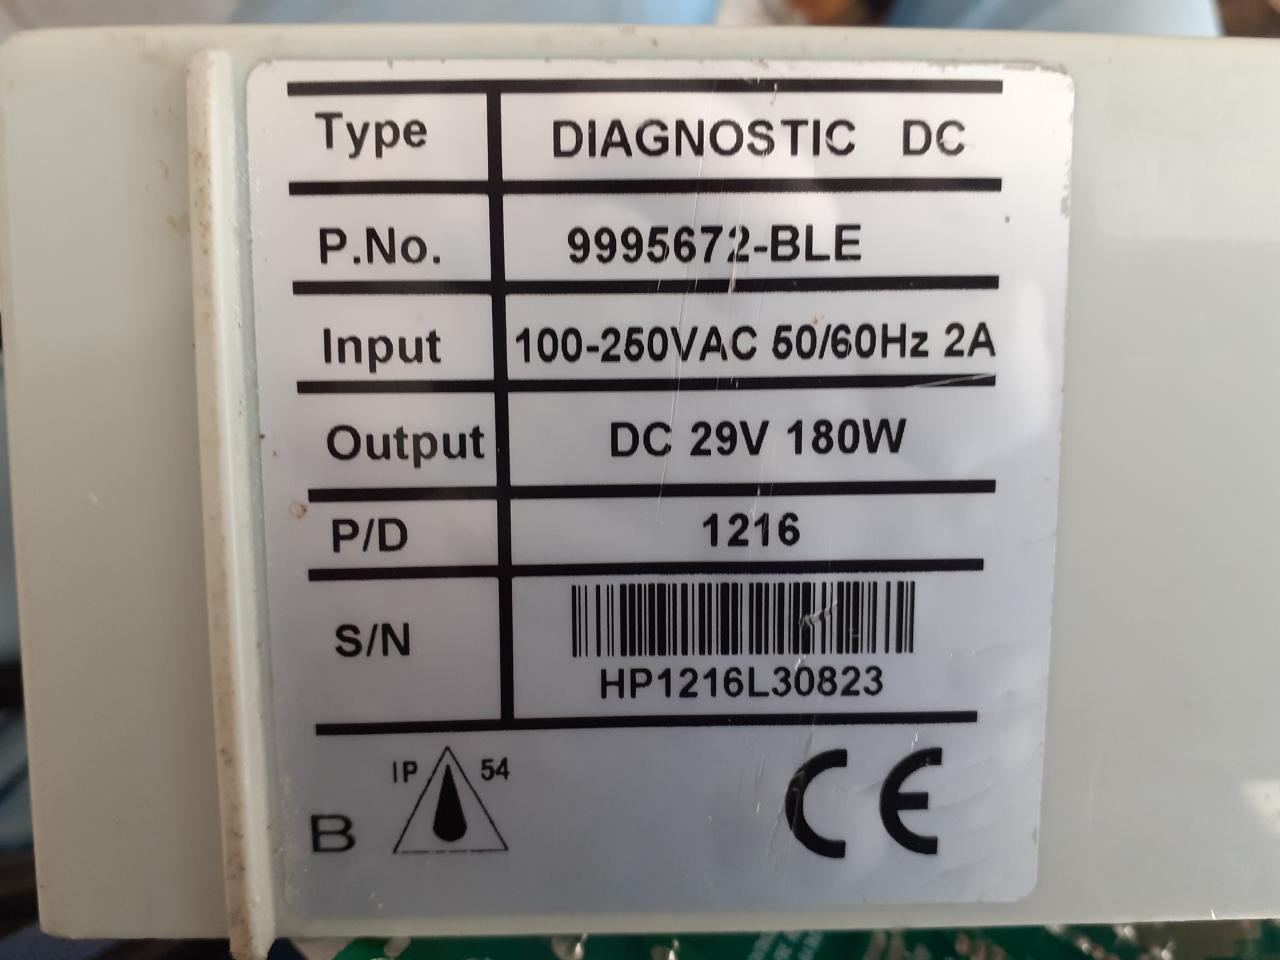 Type DIAGNOSTIC DC
P.No. 9995672-BLE
Input 100-250VAC 50/60Hz 2A
Output DC 29V 180W
P/D 1216
S/N
HP1216L30823
IP 54
B
CE